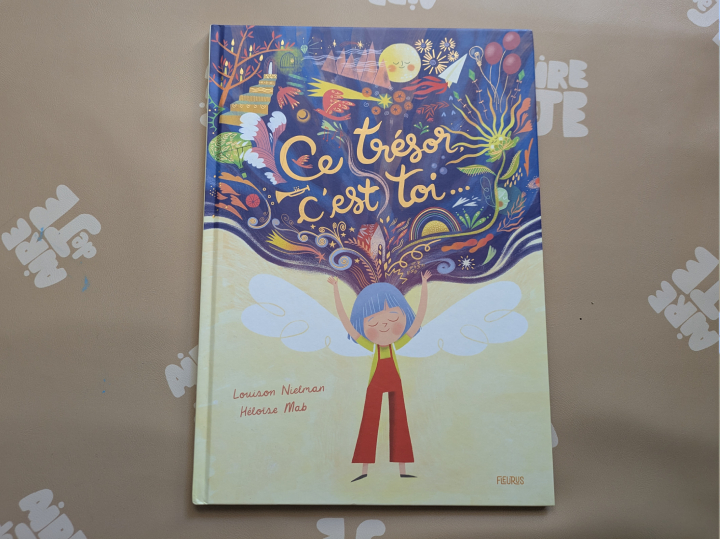 Ce trésor,
c'est toi...
Louison Nielman
Héloïse Mab
FLEURUS